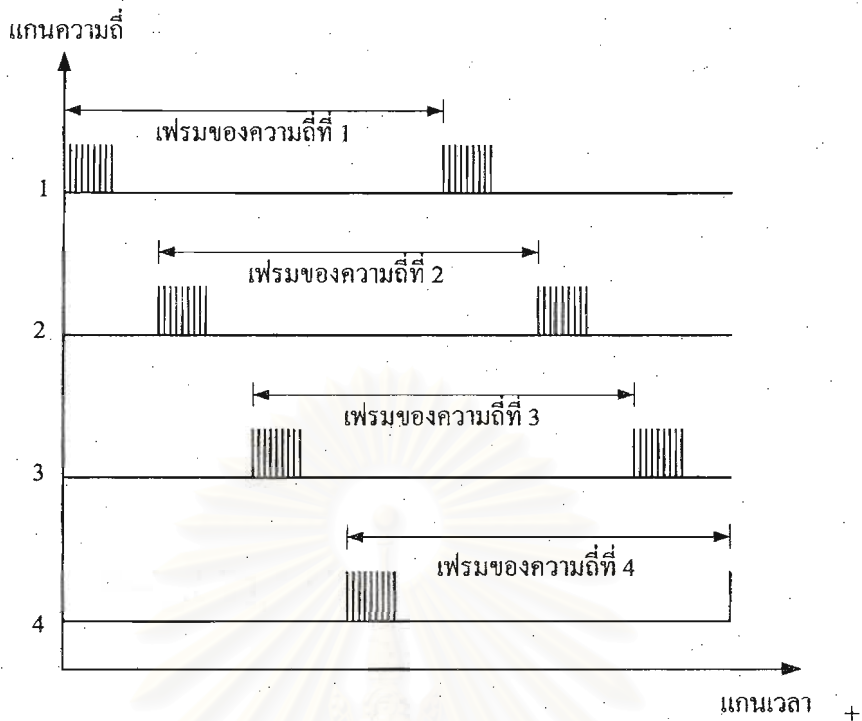 แกนความถี่
เฟรมของความถี่ที่ 1
1
เฟรมของความถี่ที่ 2
2
เฟรมของความถี่ที่ 3
3
เฟรมของความถี่ที่ 4
4
แกนเวลา